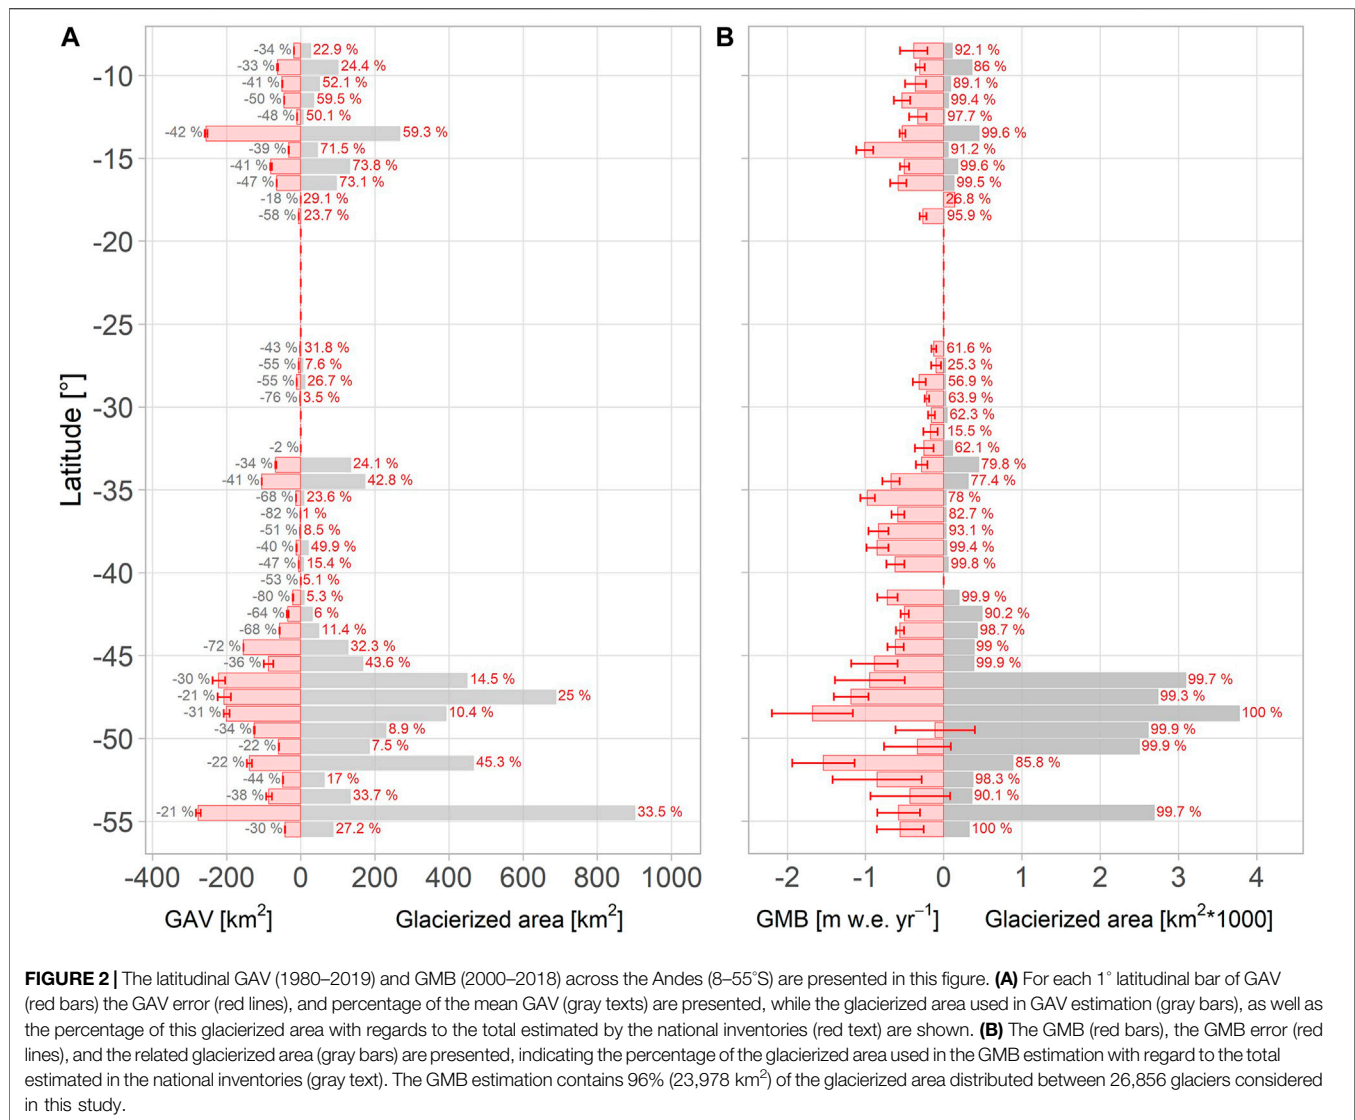 A
B
-34 % 22.9 % 92.1 %
-33 % 24.4 % 86 %
-10
-41 % 52.1 % 89.1 %
-50 % 59.5 % 99.4 %
-48 % 50.1 % 97.7 %
-42 % 59.3 % 99.6 %
-39 % 71.5 % 91.2 %
-15
-41 % 73.8 % 99.6 %
-47 % 73.1 % 99.5 %
-18 % 29.1 % 26.8 %
-58 % 23.7 % 95.9 %
-20
-25
-43 % 31.8 % 61.6 %
-55 % 7.6 % 25.3 %
-55 % 26.7 % 56.9 %
-76 % 3.5 % 63.9 %
-30
62.3 %
15.5 %
-2 % 62.1 %
-34 % 24.1 % 79.8 %
-41 % 42.8 % 77.4 %
-35
-68 % 23.6 % 78 %
-82 % 1 % 82.7 %
-51 % 8.5 % 93.1 %
-40 % 49.9 % 99.4 %
-47 % 15.4 % 99.8 %
-40
-53 % 5.1 %
-80 % 5.3 % 99.9 %
-64 % 6 % 90.2 %
-68 % 11.4 % 98.7 %
-72 % 32.3 % 99 %
-45
-36 % 43.6 % 99.9 %
-30 % 14.5 % 99.7 %
-21 % 25 % 99.3 %
-31 % 10.4 % 100 %
-34 % 8.9 % 99.9 %
-50
-22 % 7.5 % 99.9 %
-22 % 45.3 % 85.8 %
-44 % 17 % 98.3 %
-38 % 33.7 % 90.1 %
-21 % 33.5 % 99.7 %
-55
-30 % 27.2 % 100 %
Latitude [°]
-400 -200 0 200 400 600 800 1000 -2 -1 0 1 2 3 4
GAV [km²] Glacierized area [km²] GMB [m w.e. yr⁻¹] Glacierized area [km²*1000]
FIGURE 2 | The latitudinal GAV (1980–2019) and GMB (2000–2018) across the Andes (8–55°S) are presented in this figure. (A) For each 1° latitudinal bar of GAV
(red bars) the GAV error (red lines), and percentage of the mean GAV (gray texts) are presented, while the glacierized area used in GAV estimation (gray bars), as well as
the percentage of this glacierized area with regards to the total estimated by the national inventories (red text) are shown. (B) The GMB (red bars), the GMB error (red
lines), and the related glacierized area (gray bars) are presented, indicating the percentage of the glacierized area used in the GMB estimation with regard to the total
estimated in the national inventories (gray text). The GMB estimation contains 96% (23,978 km²) of the glacierized area distributed between 26,856 glaciers considered
in this study.